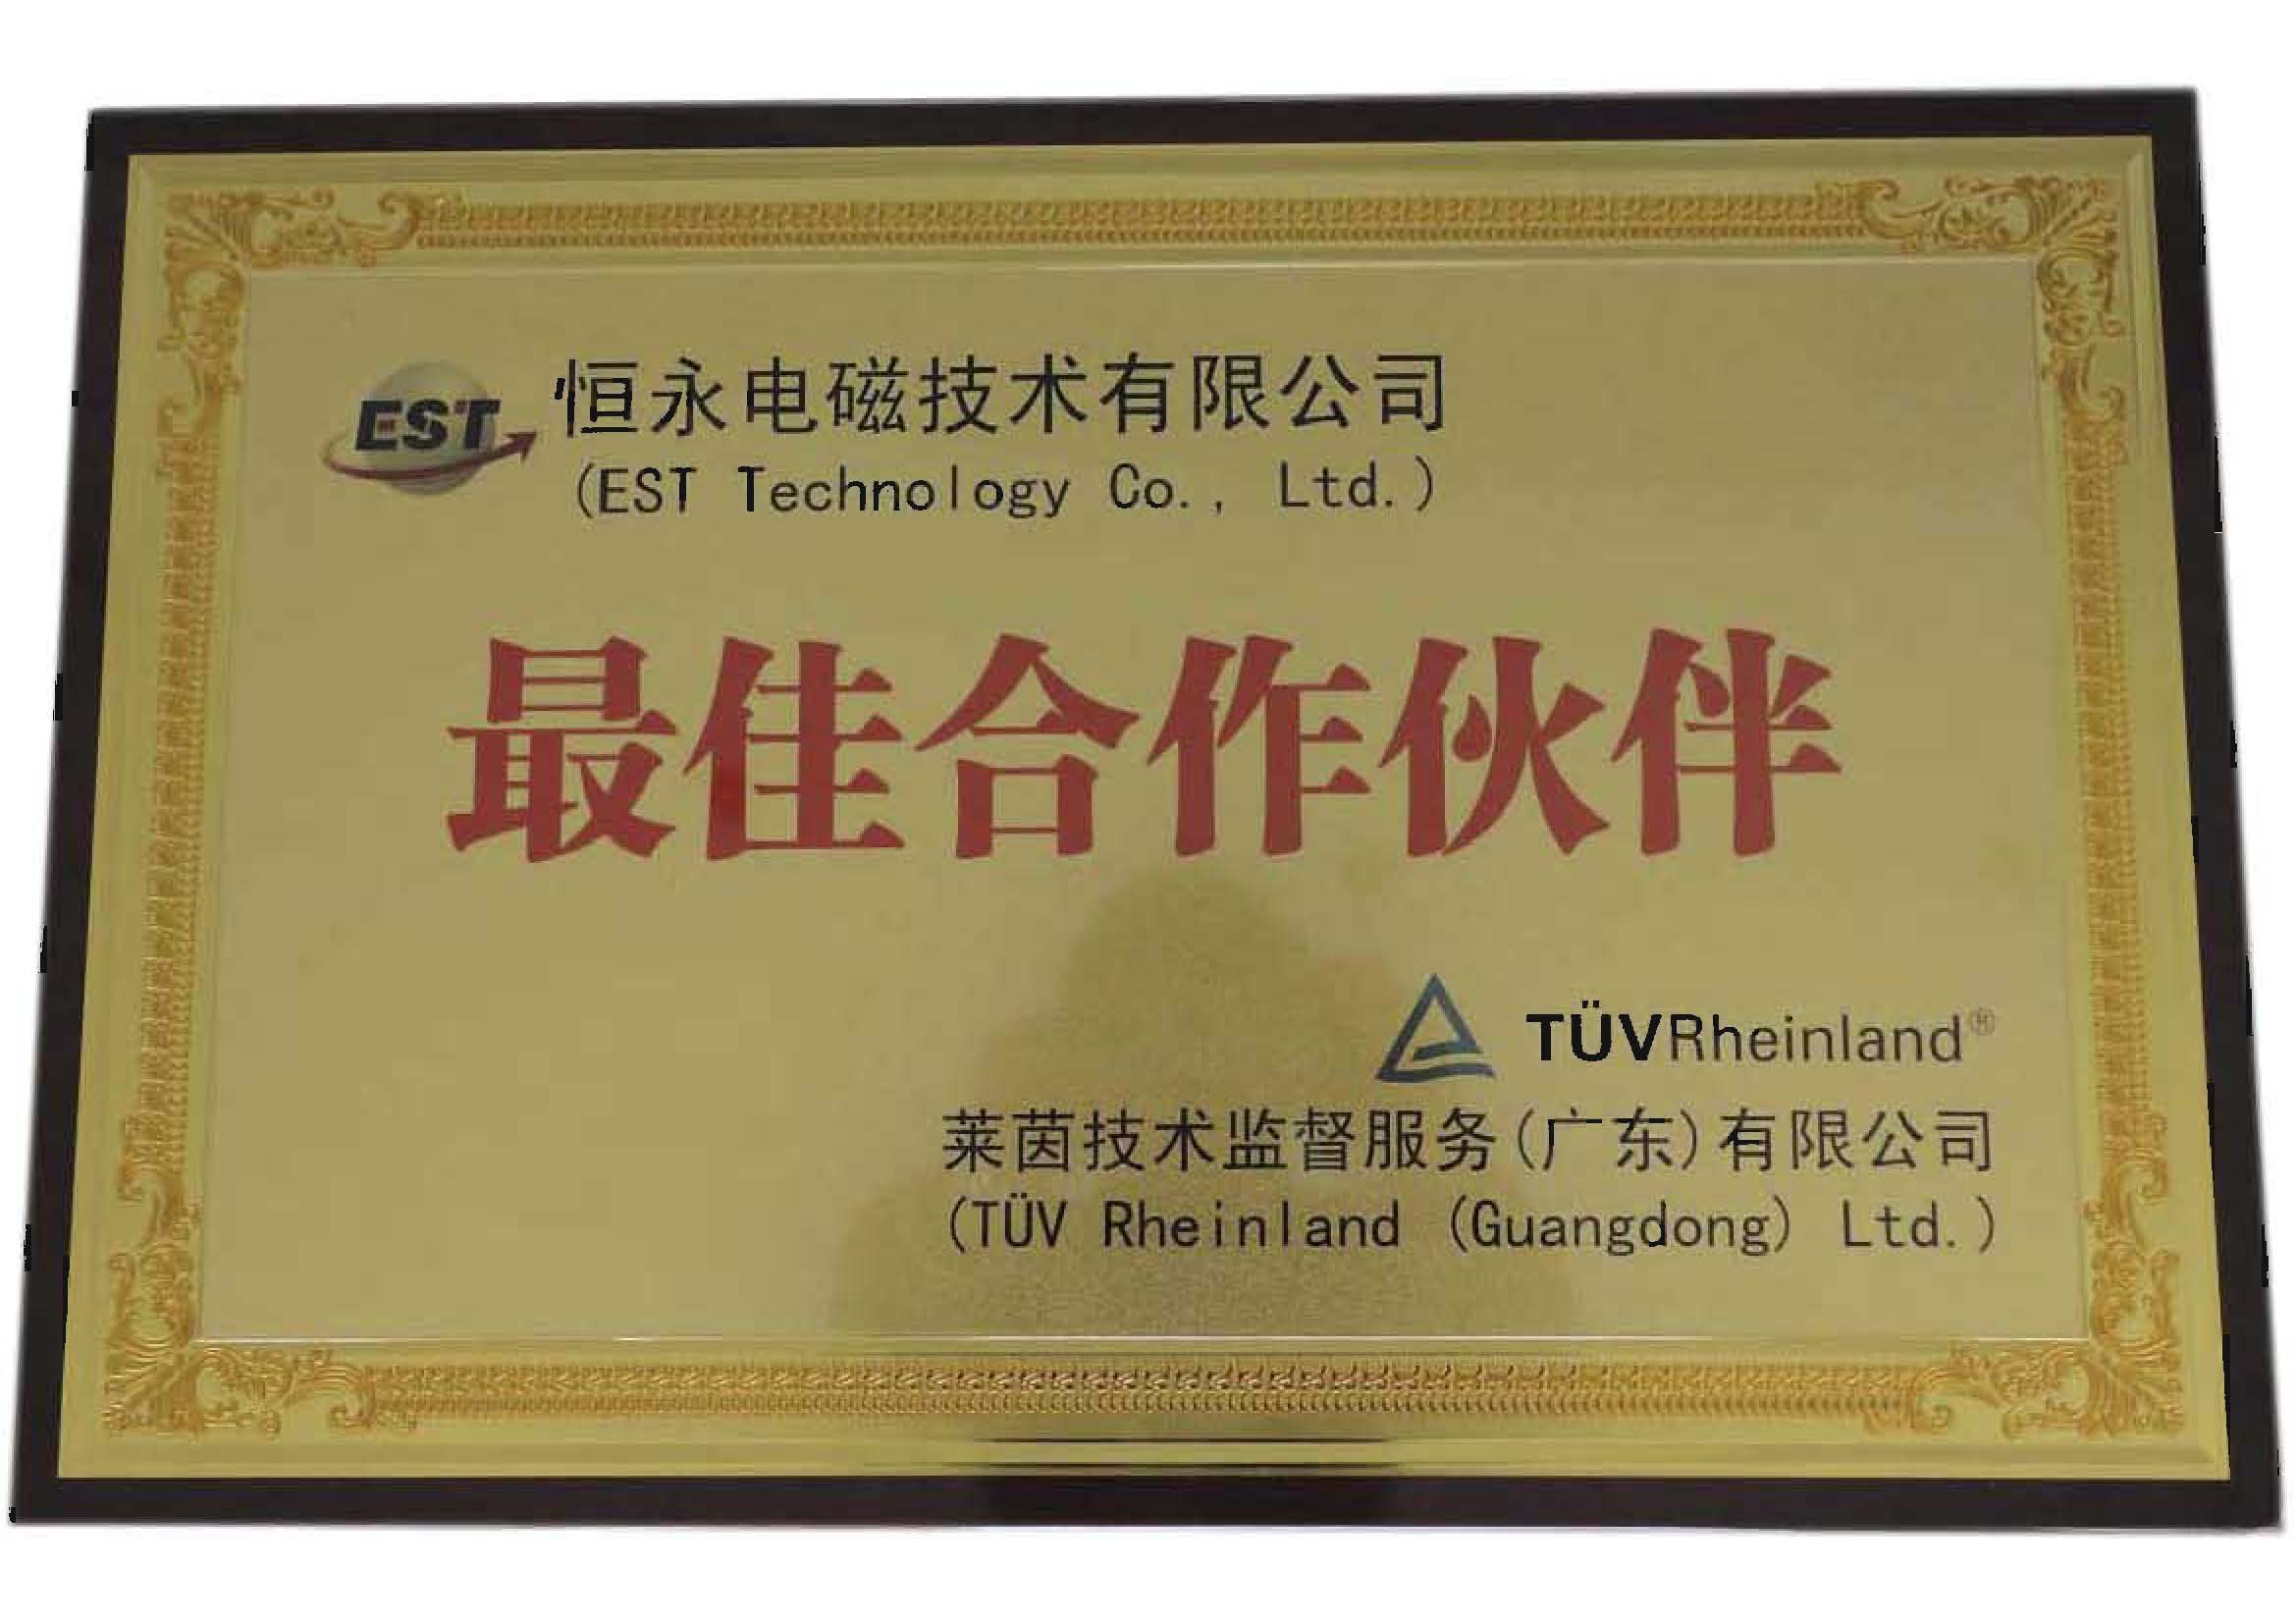 EST 恒永电磁技术有限公司
(EST Technology Co., Ltd.)
最佳合作伙伴
TÜVRheinland®
莱茵技术监督服务(广东)有限公司
(TÜV Rheinland (Guangdong) Ltd.)